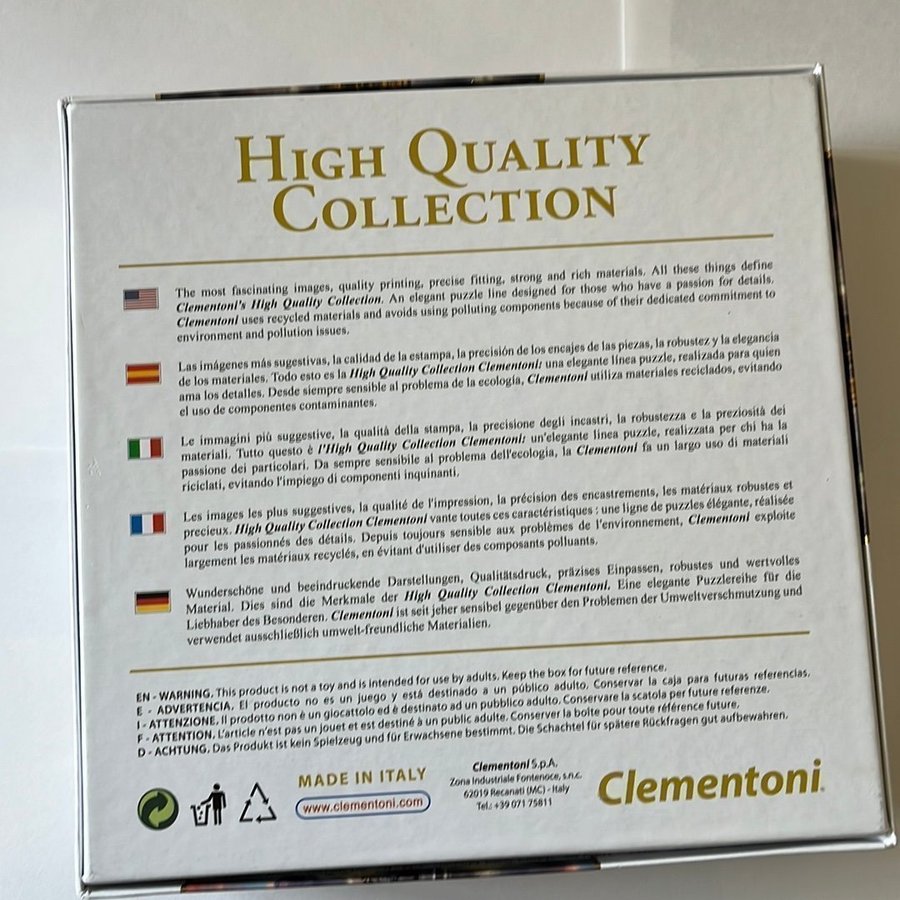 HIGH QUALITY
COLLECTION
The most fascinating images, quality printing, precise fitting, strong and rich materials. All these things define
Clementoni's High Quality Collection. An elegant puzzle line designed for those who have a passion for details.
Clementoni uses recycled materials and avoids using polluting components because of their dedicated commitment to
environment and pollution issues.
Las imágenes más sugestivas, la calidad de la estampa, la precisión de los encajes de las piezas, la robustez y la elegancia
de los materiales. Todo esto es la High Quality Collection Clementoni: una elegante línea puzzle, realizada para quien
ama los detalles. Desde siempre sensible al problema de la ecología, Clementoni utiliza materiales reciclados, evitando
el uso de componentes contaminantes.
Le immagini più suggestive, la qualità della stampa, la precisione degli incastri, la robustezza e la preziosità dei
materiali. Tutto questo è l'High Quality Collection Clementoni: un'elegante linea puzzle, realizzata per chi ha la
passione dei particolari. Da sempre sensibile al problema dell'ecologia, la Clementoni fa un largo uso di materiali
riciclati, evitando l'impiego di componenti inquinanti.
Les images les plus suggestives, la qualité de l'impression, la précision des encastrements, les matériaux robustes et
precieux. High Quality Collection Clementoni vante toutes ces caractéristiques : une ligne de puzzles élégante, réalisée
pour les passionnés des détails. Depuis toujours sensible aux problèmes de l'environnement, Clementoni exploite
largement les matériaux recyclés, en évitant d'utiliser des composants polluants.
Wunderschöne und beeindruckende Darstellungen, Qualitätsdruck, präzises Einpassen, robustes und wertvolles
Material. Dies sind die Merkmale der High Quality Collection Clementoni. Eine elegante Puzzlereihe für die
Liebhaber des Besonderen. Clementoni ist seit jeher sensibel gegenüber den Problemen der Umweltverschmutzung und
verwendet ausschließlich umwelt-freundliche Materialien.
EN - WARNING. This product is not a toy and is intended for use by adults. Keep the box for future reference.
E - ADVERTENCIA. El producto no es un juego y está destinado a un público adulto. Conservar la caja para futuras referencias.
I - ATTENZIONE. Il prodotto non è un giocattolo ed è destinato ad un pubblico adulto. Conservare la scatola per future referenze.
F - ATTENTION. L'article n'est pas un jouet et est destiné à un public adulte. Conserver la boîte pour toute référence future.
D - ACHTUNG. Das Produkt ist kein Spielzeug und für Erwachsene bestimmt. Die Schachtel für spätere Rückfragen gut aufbewahren.
MADE IN ITALY
www.clementoni.com
Clementoni S.p.A.
Zona Industriale Fontenoce, s.n.c.
62019 Recanati (MC) - Italy
Tel.: +39 071 75811
Clementoni